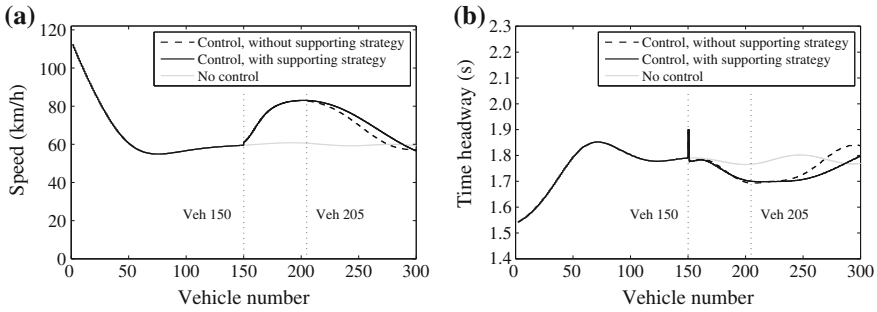 (a)
120
100
80
60
40
20
0
Speed (km/h)
Control, without supporting strategy
Control, with supporting strategy
No control
Veh 150
Veh 205
0 50 100 150 200 250 300
Vehicle number
(b)
2.3
2.2
2.1
2.0
1.9
1.8
1.7
1.6
1.5
1.4
Time headway (s)
Control, without supporting strategy
Control, with supporting strategy
No control
Veh 150
Veh 205
0 50 100 150 200 250 300
Vehicle number